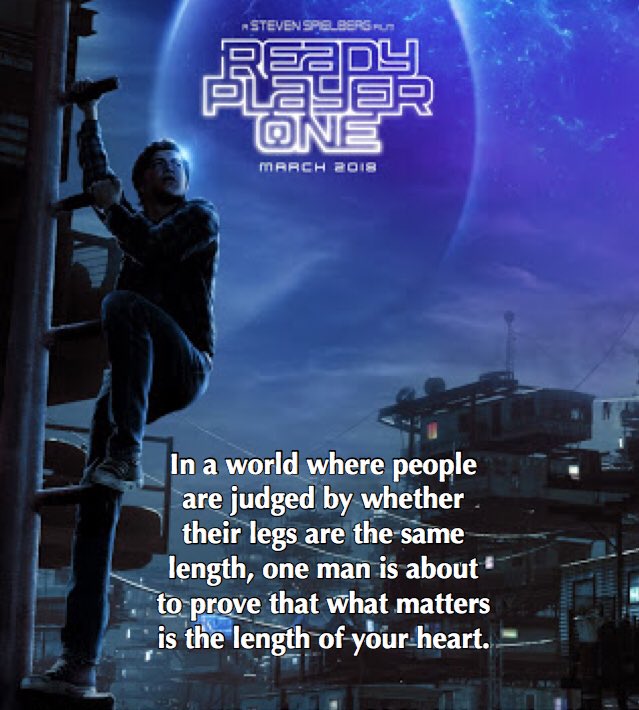 A STEVEN SPIELBERG FILM
READY
PLAYER
ONE
MARCH 2018
In a world where people
are judged by whether
their legs are the same
length, one man is about
to prove that what matters
is the length of your heart.